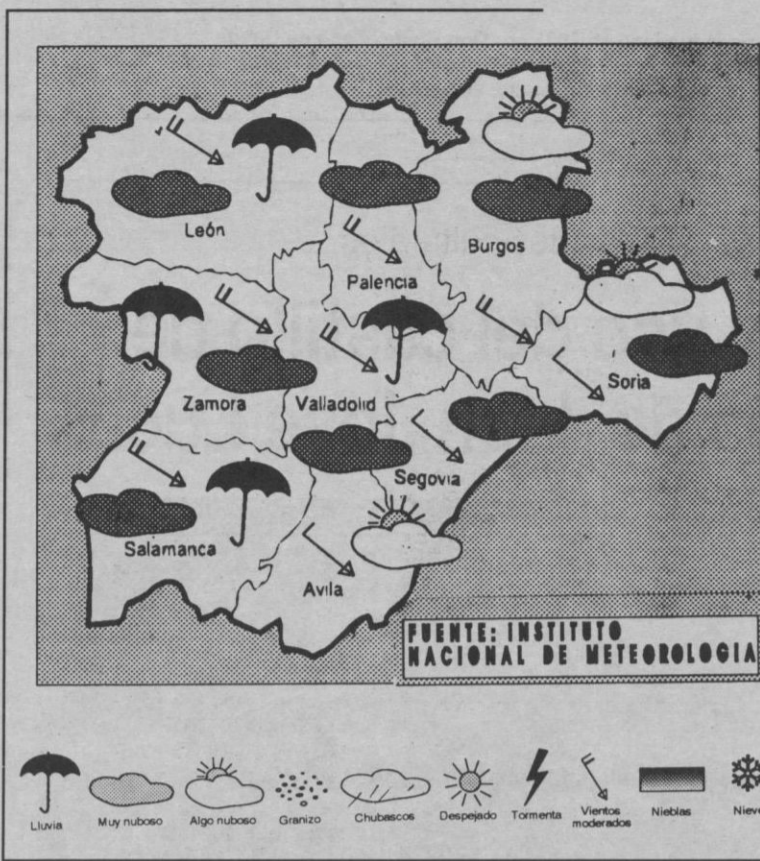 León
Burgos
Palencia
Soria
Zamora
Valladolid
Segovia
Salamanca
Avila
FUENTE: INSTITUTO
NACIONAL DE METEOROLOGIA
Lluvia
Muy nuboso
Algo nuboso
Granizo
Chubascos
Despejado
Tormenta
Vientos
moderados
Nieblas
Nieve